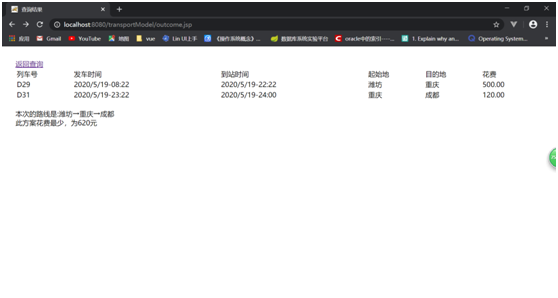 查询结果
localhost:8080/transportModel/outcome.jsp
应用 Gmail YouTube 地图 vue Lin UI上手 《操作系统概念》... 数据库系统实验平台 oracle中的索引---... 1. Explain why an... Operating System...
返回查询
列车号 发车时间 到站时间 起始地 目的地 花费
D29 2020/5/19-08:22 2020/5/19-22:22 潍坊 重庆 500.00
D31 2020/5/19-23:22 2020/5/19-24:00 重庆 成都 120.00
本次的路线是:潍坊→重庆→成都
此方案花费最少，为620元